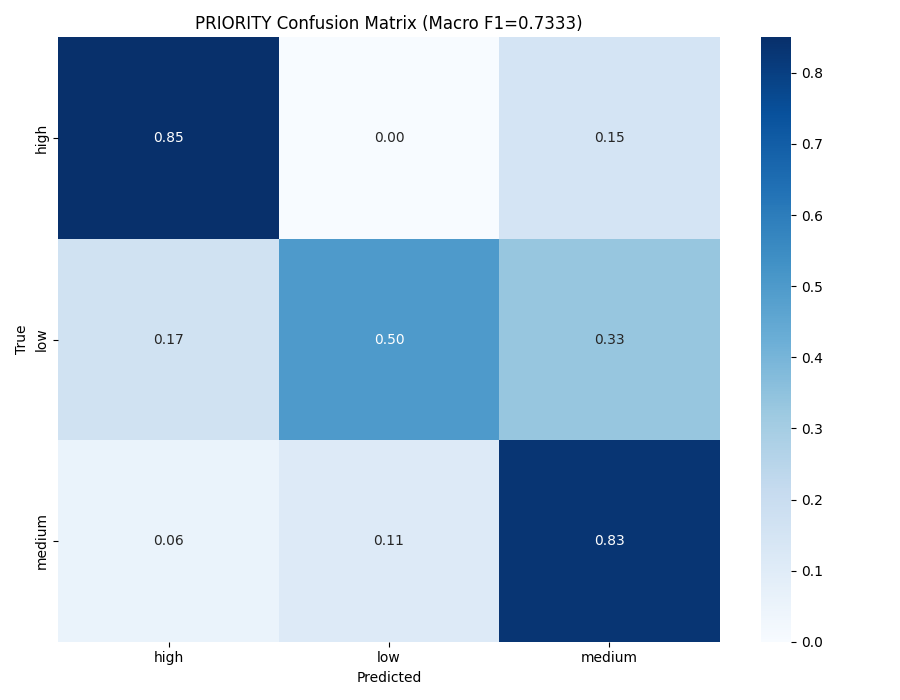 PRIORITY Confusion Matrix (Macro F1=0.7333)
high 0.85 0.00 0.15
low 0.17 0.50 0.33
medium 0.06 0.11 0.83
True
high low medium
Predicted
0.8
0.7
0.6
0.5
0.4
0.3
0.2
0.1
0.0